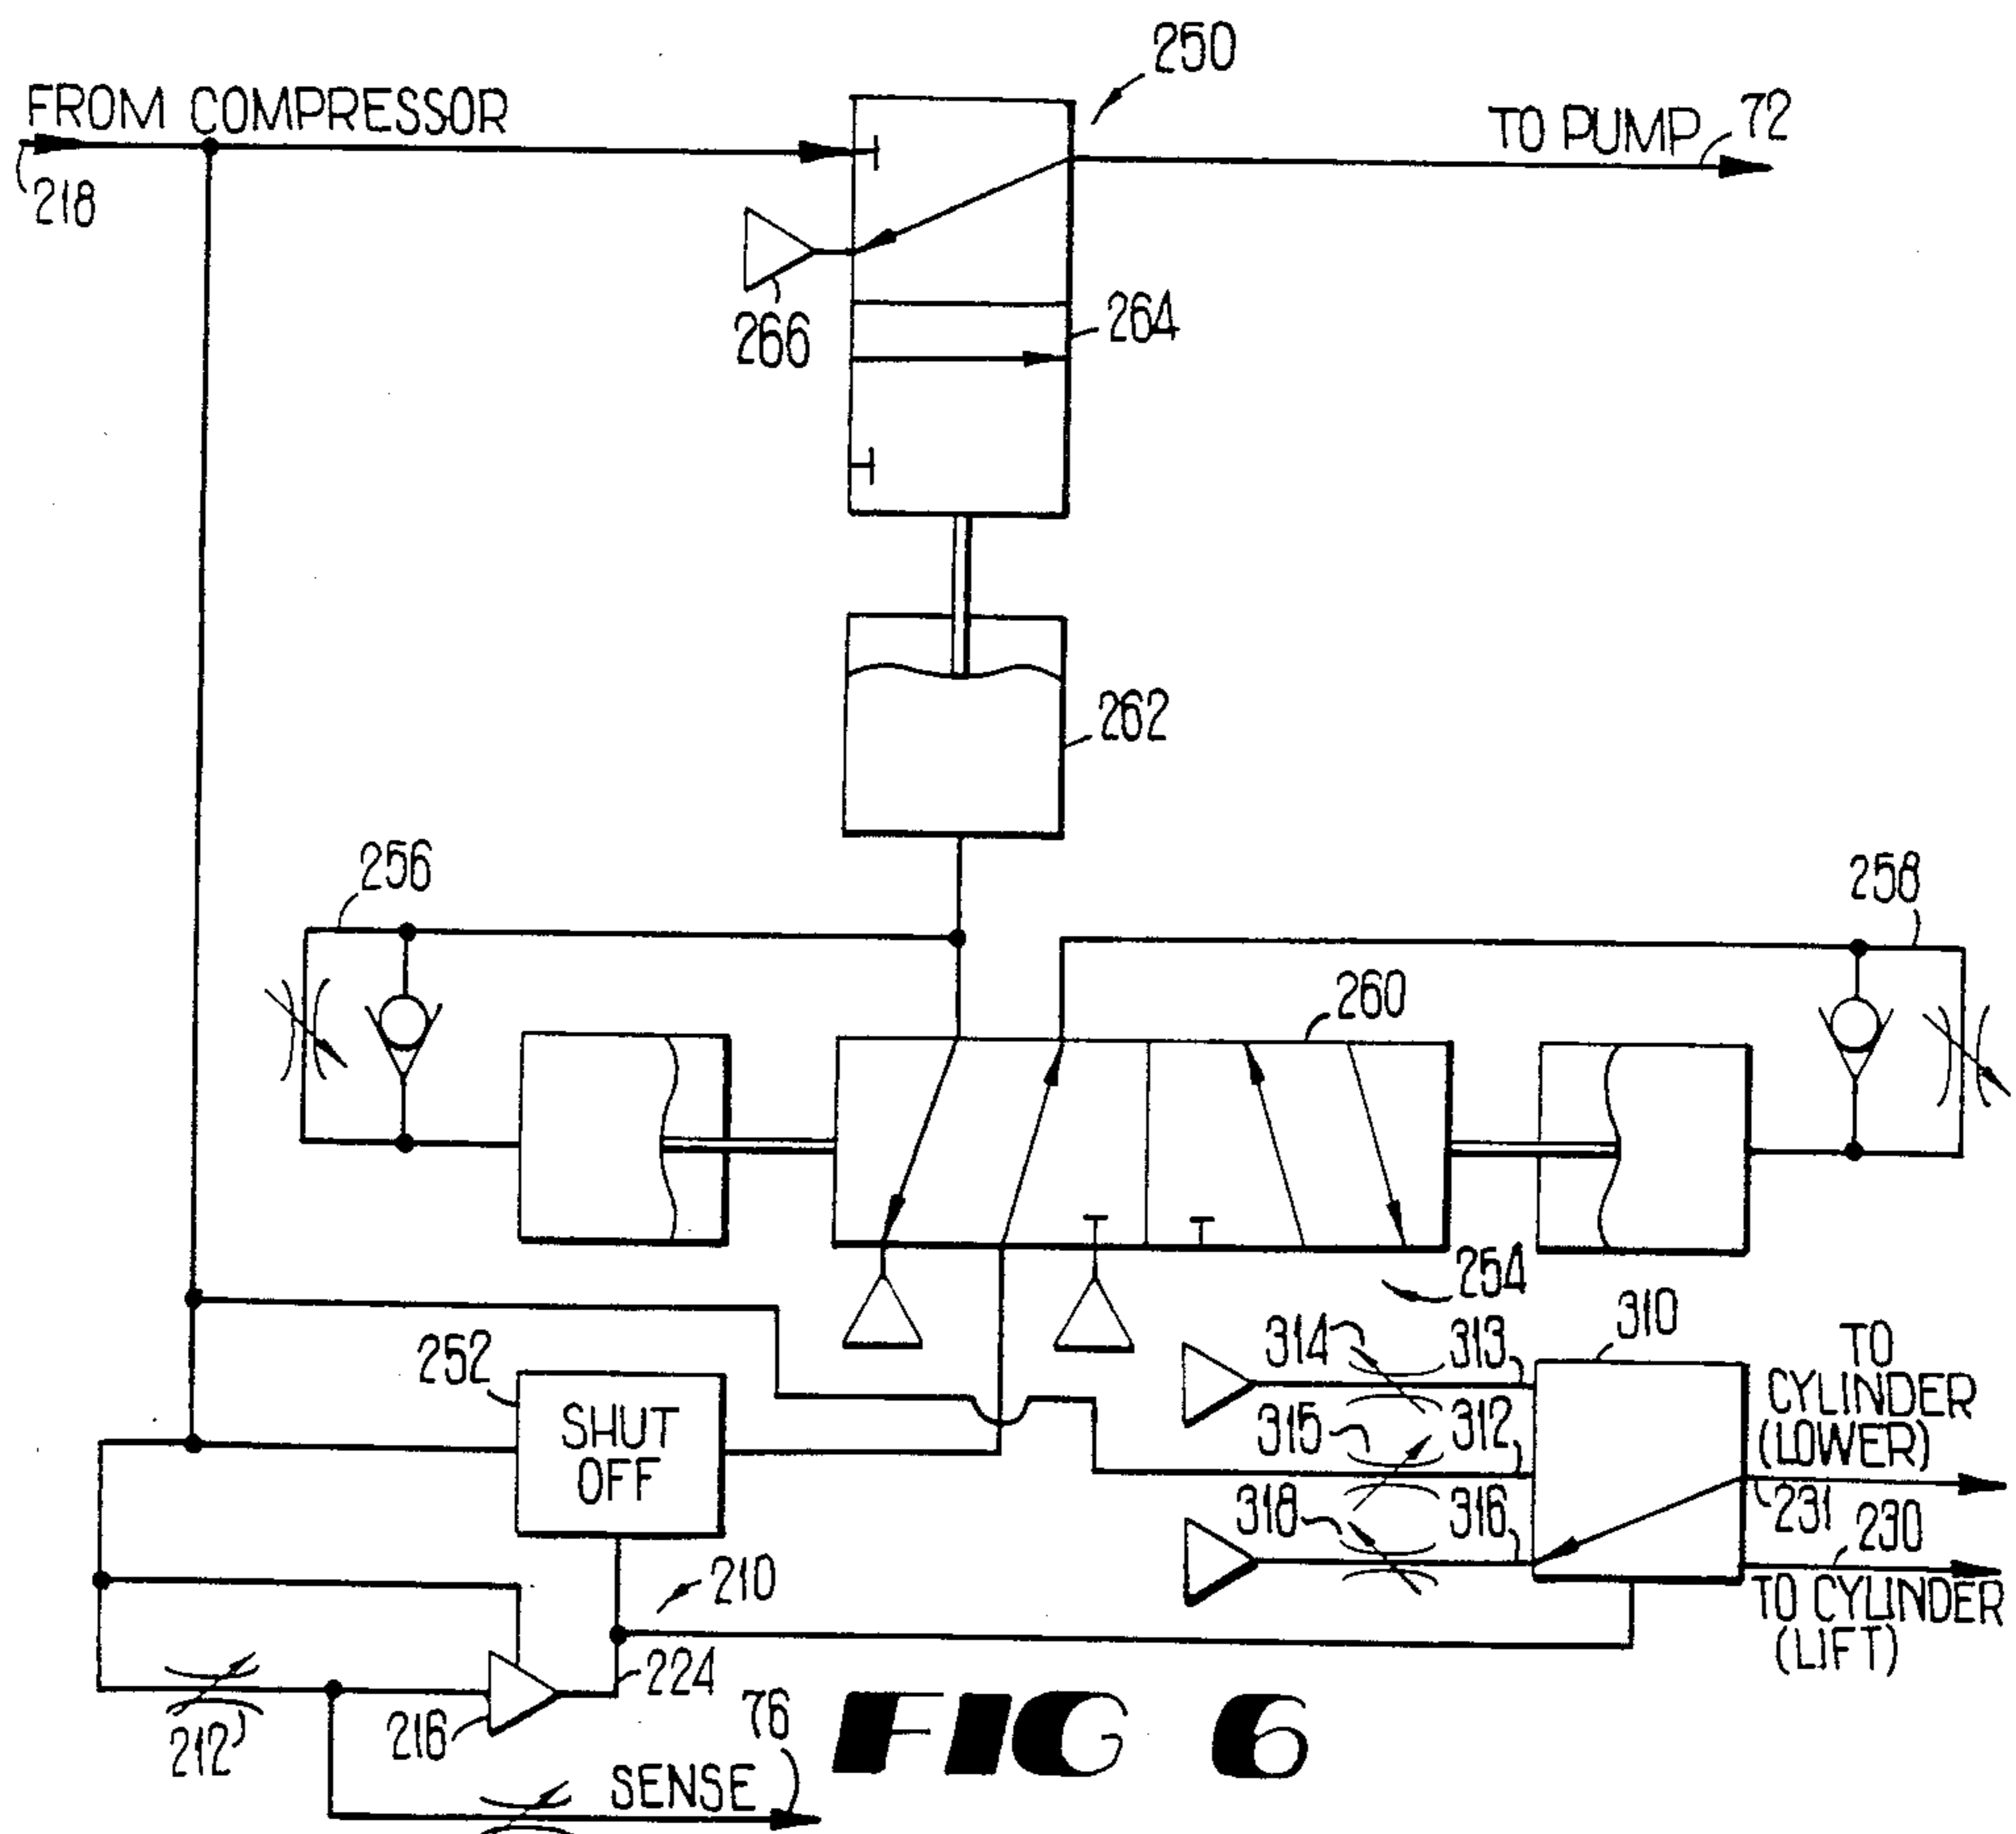 250
FROM COMPRESSOR
TO PUMP
72
218
266
264
262
256
258
260
254
252
SHUT
OFF
314
313
310
TO
CYLINDER
(LOWER)
315
312
318
316
231
230
TO CYLINDER
(LIFT)
210
224
212'
216
76
SENSE
FIG 6